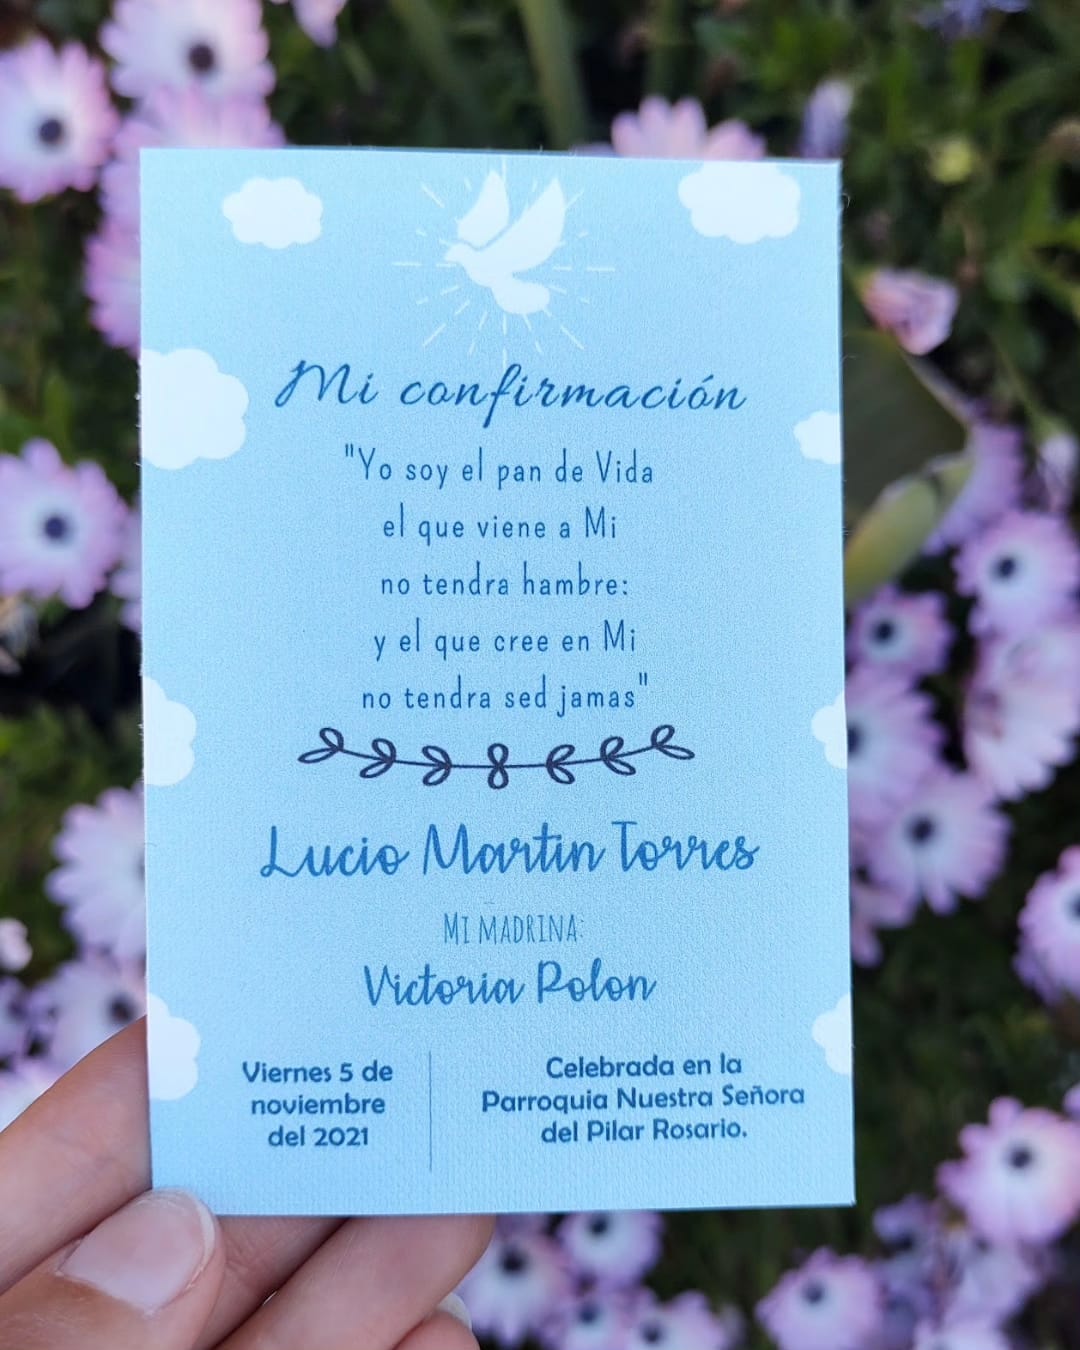 Mi confirmación
"Yo soy el pan de Vida
el que viene a Mi
no tendra hambre:
y el que cree en Mi
no tendra sed jamas"
Lucio Martin Torres
MI MADRINA:
Victoria Polon
Viernes 5 de
noviembre
del 2021
Celebrada en la
Parroquia Nuestra Señora
del Pilar Rosario.